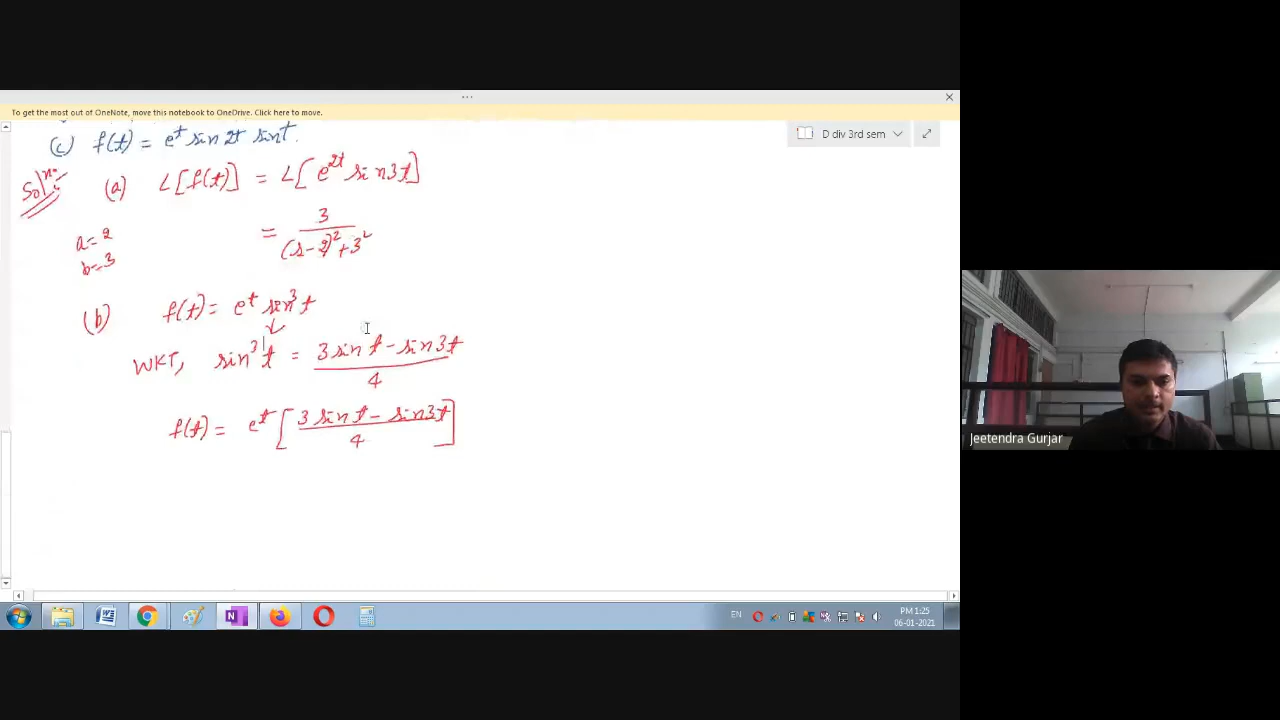 To get the most out of OneNote, move this notebook to OneDrive. Click here to move.
D div 3rd sem
(c) f(t) = e^t sin 2t sin t.
Sol^n:-
(a) L[f(t)] = L[e^{2t} sin 3t]
a = 2
b = 3
= 3/((s-2)^2 + 3^2)
(b) f(t) = e^t sin^3 t
WKT, sin^3 t = (3 sin t - sin 3t)/4
f(t) = e^t [(3 sin t - sin 3t)/4]
Jeetendra Gurjar
EN
PM 1:25
06-01-2021